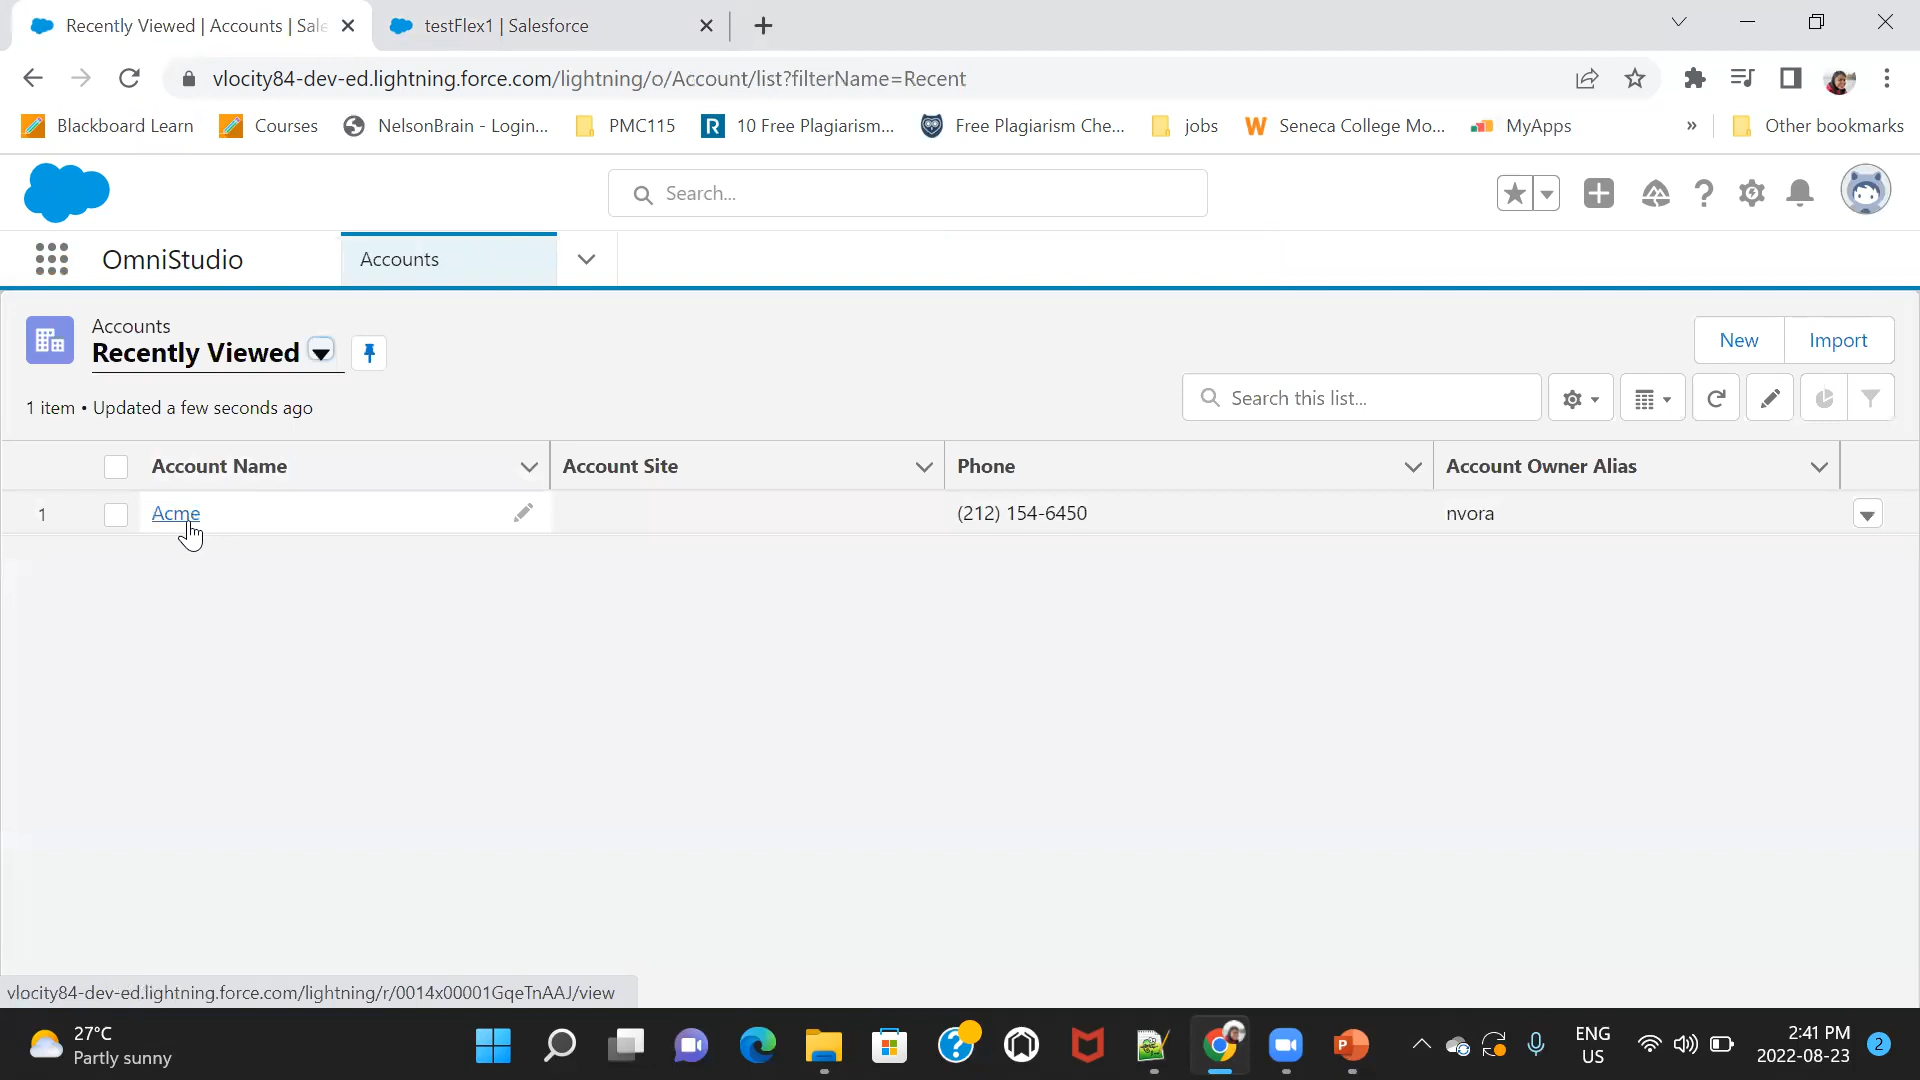 Recently Viewed | Accounts | Sale
testFlex1 | Salesforce
vlocity84-dev-ed.lightning.force.com/lightning/o/Account/list?filterName=Recent
Blackboard Learn
Courses
NelsonBrain - Login...
PMC115
R
10 Free Plagiarism...
Free Plagiarism Che...
jobs
W
Seneca College Mo...
MyApps
»
Other bookmarks
Search...
OmniStudio
Accounts
Accounts
Recently Viewed
New
Import
1 item • Updated a few seconds ago
Search this list...
Account Name
Account Site
Phone
Account Owner Alias
1
Acme
(212) 154-6450
nvora
vlocity84-dev-ed.lightning.force.com/lightning/r/0014x00001GqeTnAAJ/view
27°C
Partly sunny
ENG
US
2:41 PM
2022-08-23
2